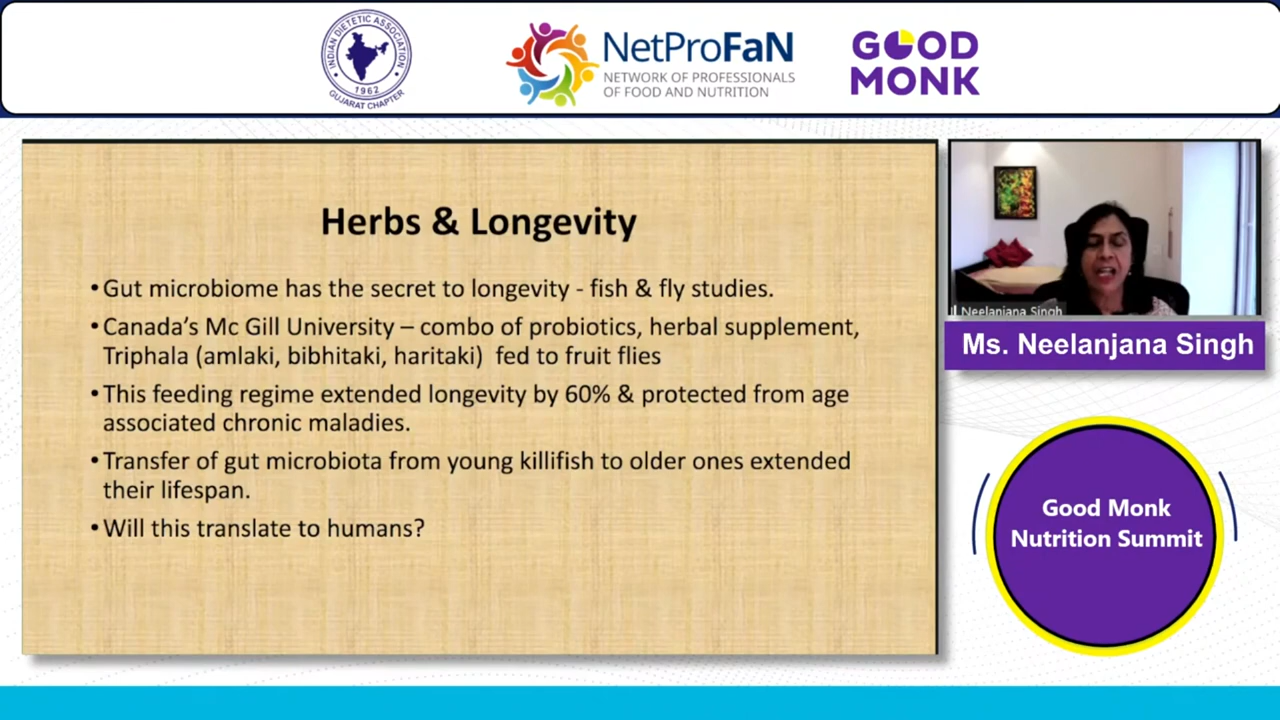 INDIAN DIETETIC ASSOCIATION
1962
GUJARAT CHAPTER
NetProFaN
NETWORK OF PROFESSIONALS
OF FOOD AND NUTRITION
GOOD
MONK
Herbs & Longevity
• Gut microbiome has the secret to longevity - fish & fly studies.
• Canada's Mc Gill University – combo of probiotics, herbal supplement,
Triphala (amlaki, bibhitaki, haritaki) fed to fruit flies
• This feeding regime extended longevity by 60% & protected from age
associated chronic maladies.
• Transfer of gut microbiota from young killifish to older ones extended
their lifespan.
• Will this translate to humans?
Neelanjana Singh
Ms. Neelanjana Singh
Good Monk
Nutrition Summit